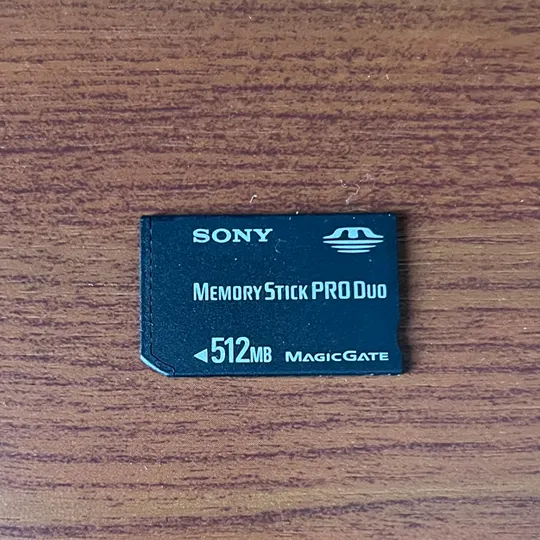 SONY
MEMORY STICK PRO DUO
◄512MB MAGICGATE